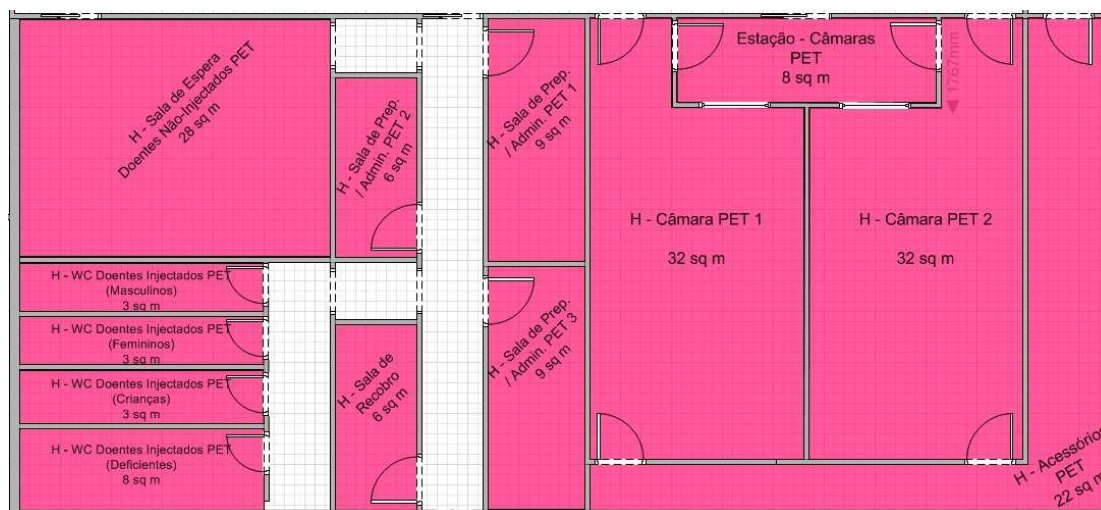 H - Sala de Espera
Doentes Não-Injectados PET
28 sq m
H - Sala de Prep.
/ Admin. PET 2
6 sq m
H - Sala de Prep.
/ Admin. PET 1
9 sq m
Estação - Câmaras
PET
8 sq m
1767mm
H - Câmara PET 1
32 sq m
H - Câmara PET 2
32 sq m
H - WC Doentes Injectados PET
(Masculinos)
3 sq m
H - WC Doentes Injectados PET
(Femininos)
3 sq m
H - WC Doentes Injectados PET
(Crianças)
3 sq m
H - WC Doentes Injectados PET
(Deficientes)
8 sq m
H - Sala de
Recobro
6 sq m
H - Sala de Prep.
/ Admin. PET 3
9 sq m
H - Acessórios
PET
22 sq m